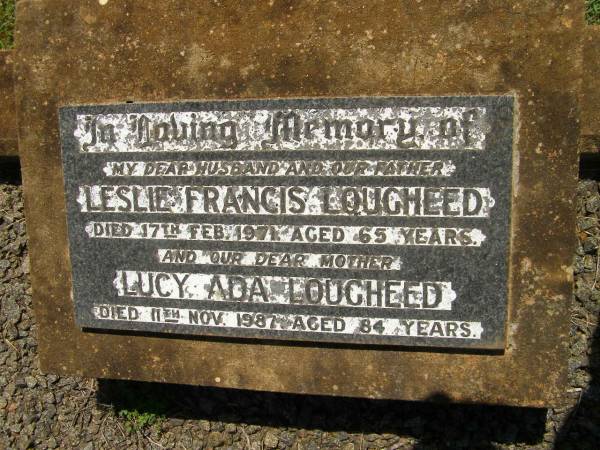 In Loving Memory of
MY DEAR HUSBAND AND OUR FATHER
LESLIE FRANCIS LOUGHEED
DIED 17TH FEB. 1971. AGED 65 YEARS.
AND OUR DEAR MOTHER
LUCY ADA LOUGHEED
DIED 11TH NOV. 1987. AGED 84 YEARS.